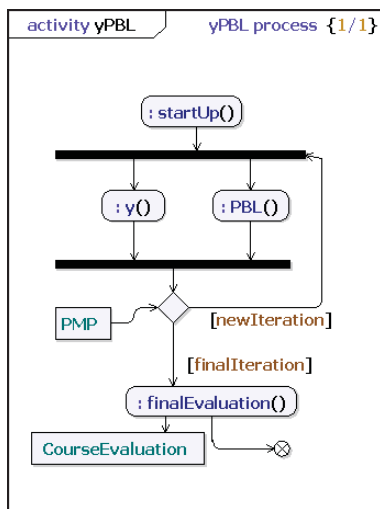 activity yPBL
yPBL process {1/1}
: startUp()
: y()
: PBL()
PMP
[newIteration]
[finalIteration]
: finalEvaluation()
CourseEvaluation